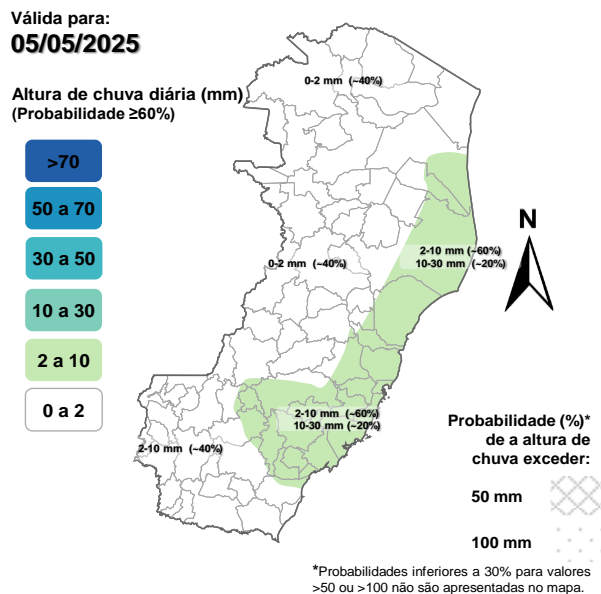 Válida para:
05/05/2025
Altura de chuva diária (mm)
(Probabilidade ≥60%)
>70
50 a 70
30 a 50
10 a 30
2 a 10
0 a 2
0-2 mm (~40%)
2-10 mm (~60%)
10-30 mm (~20%)
0-2 mm (~40%)
2-10 mm (~60%)
10-30 mm (~20%)
2-10 mm (~40%)
N
Probabilidade (%)*
de a altura de
chuva exceder:
50 mm
100 mm
*Probabilidades inferiores a 30% para valores
>50 ou >100 não são apresentadas no mapa.